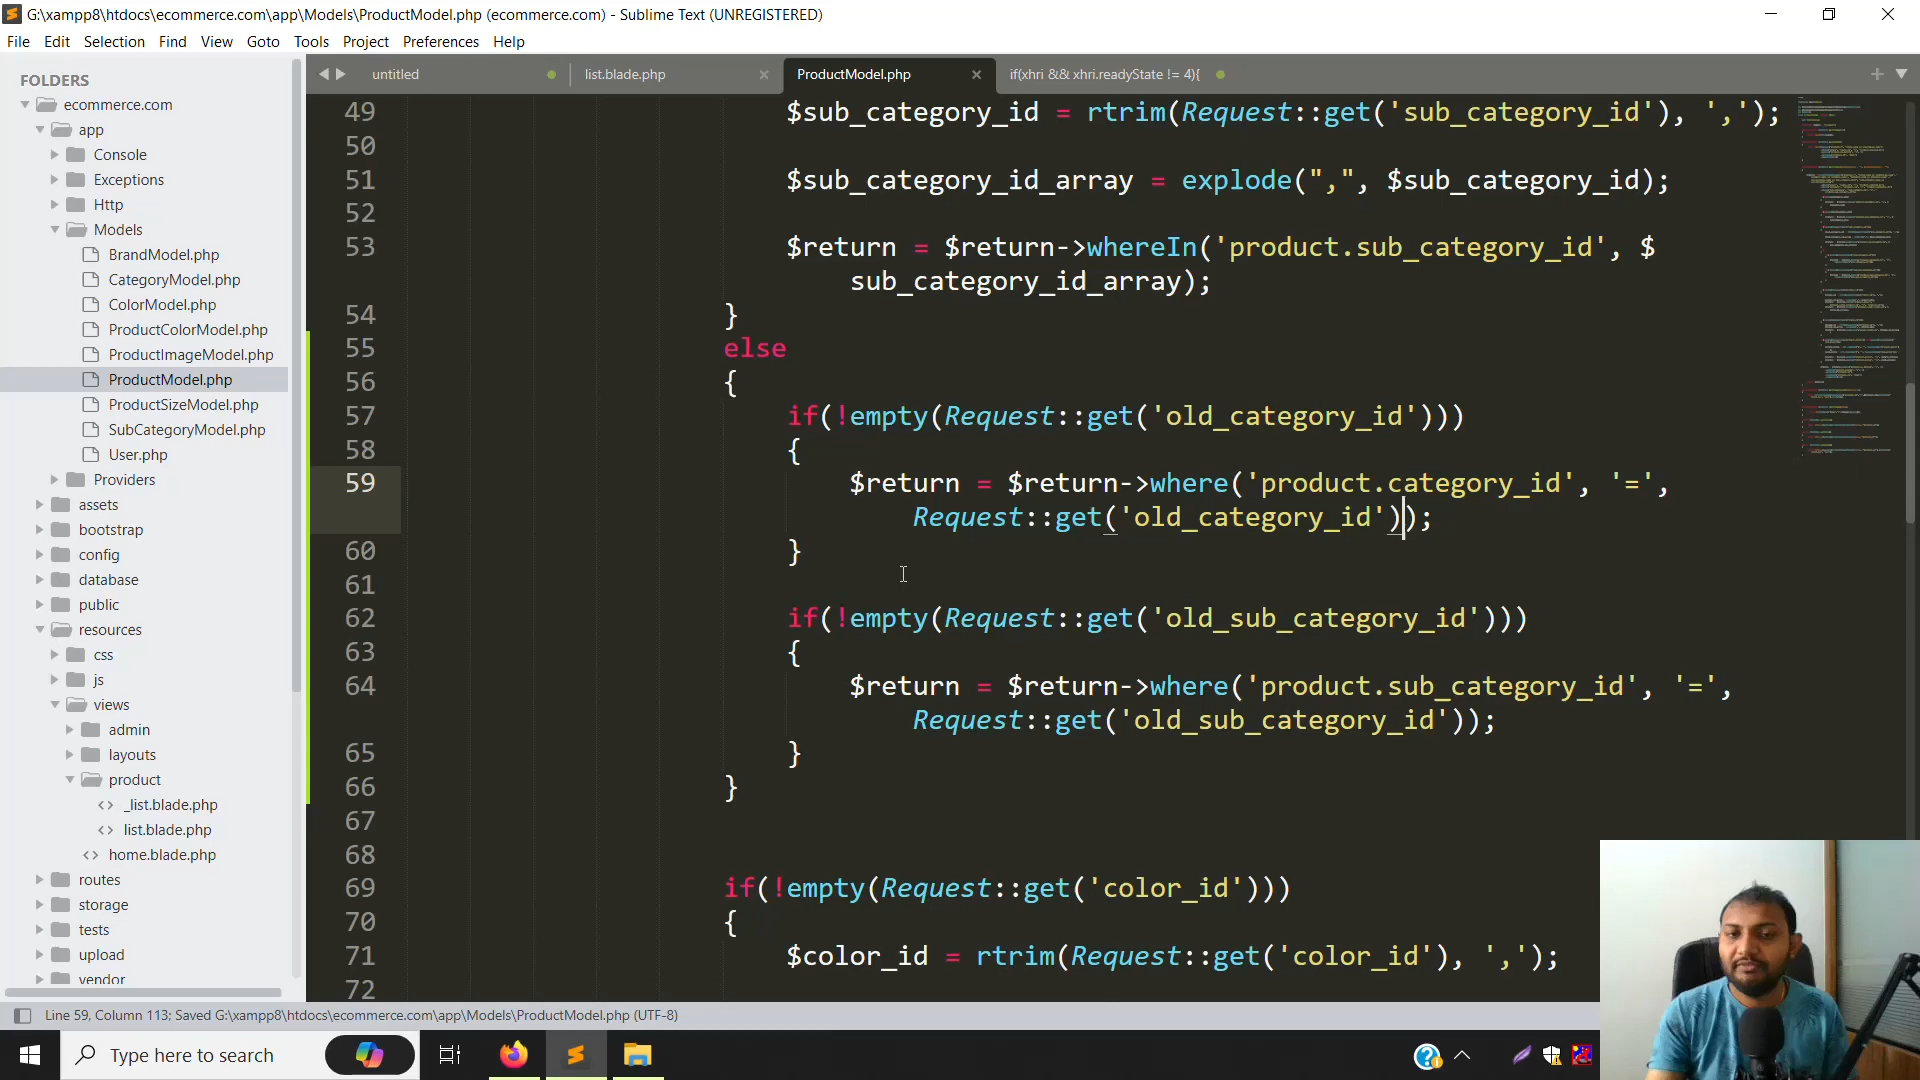 G:\xampp8\htdocs\ecommerce.com\app\Models\ProductModel.php (ecommerce.com) - Sublime Text (UNREGISTERED)
File Edit Selection Find View Goto Tools Project Preferences Help
FOLDERS
ecommerce.com
app
Console
Exceptions
Http
Models
BrandModel.php
CategoryModel.php
ColorModel.php
ProductColorModel.php
ProductImageModel.php
ProductModel.php
ProductSizeModel.php
SubCategoryModel.php
User.php
Providers
assets
bootstrap
config
database
public
resources
css
js
views
admin
layouts
product
_list.blade.php
list.blade.php
home.blade.php
routes
storage
tests
upload
vendor
untitled list.blade.php ProductModel.php if(xhri && xhri.readyState != 4){
49 $sub_category_id = rtrim(Request::get('sub_category_id'), ',');
50
51 $sub_category_id_array = explode(",", $sub_category_id);
52
53 $return = $return->whereIn('product.sub_category_id', $
sub_category_id_array);
54 }
55 else
56 {
57 if(!empty(Request::get('old_category_id')))
58 {
59 $return = $return->where('product.category_id', '=',
Request::get('old_category_id'));
60 }
61
62 if(!empty(Request::get('old_sub_category_id')))
63 {
64 $return = $return->where('product.sub_category_id', '=',
Request::get('old_sub_category_id'));
65 }
66 }
67
68
69 if(!empty(Request::get('color_id')))
70 {
71 $color_id = rtrim(Request::get('color_id'), ',');
72
Line 59, Column 113; Saved G:\xampp8\htdocs\ecommerce.com\app\Models\ProductModel.php (UTF-8)
Type here to search